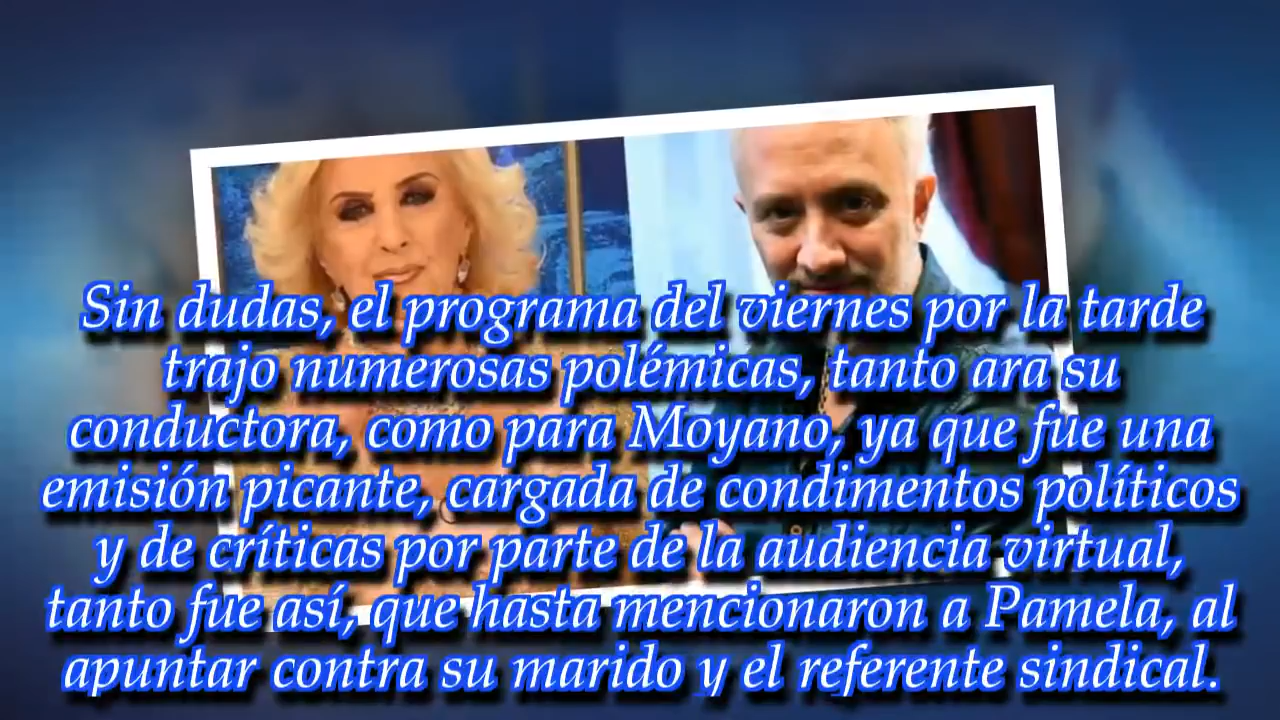 Sin dudas, el programa del viernes por la tarde
trajo numerosas polémicas, tanto ara su
conductora, como para Moyano, ya que fue una
emisión picante, cargada de condimentos políticos
y de críticas por parte de la audiencia virtual,
tanto fue así, que hasta mencionaron a Pamela, al
apuntar contra su marido y el referente sindical.